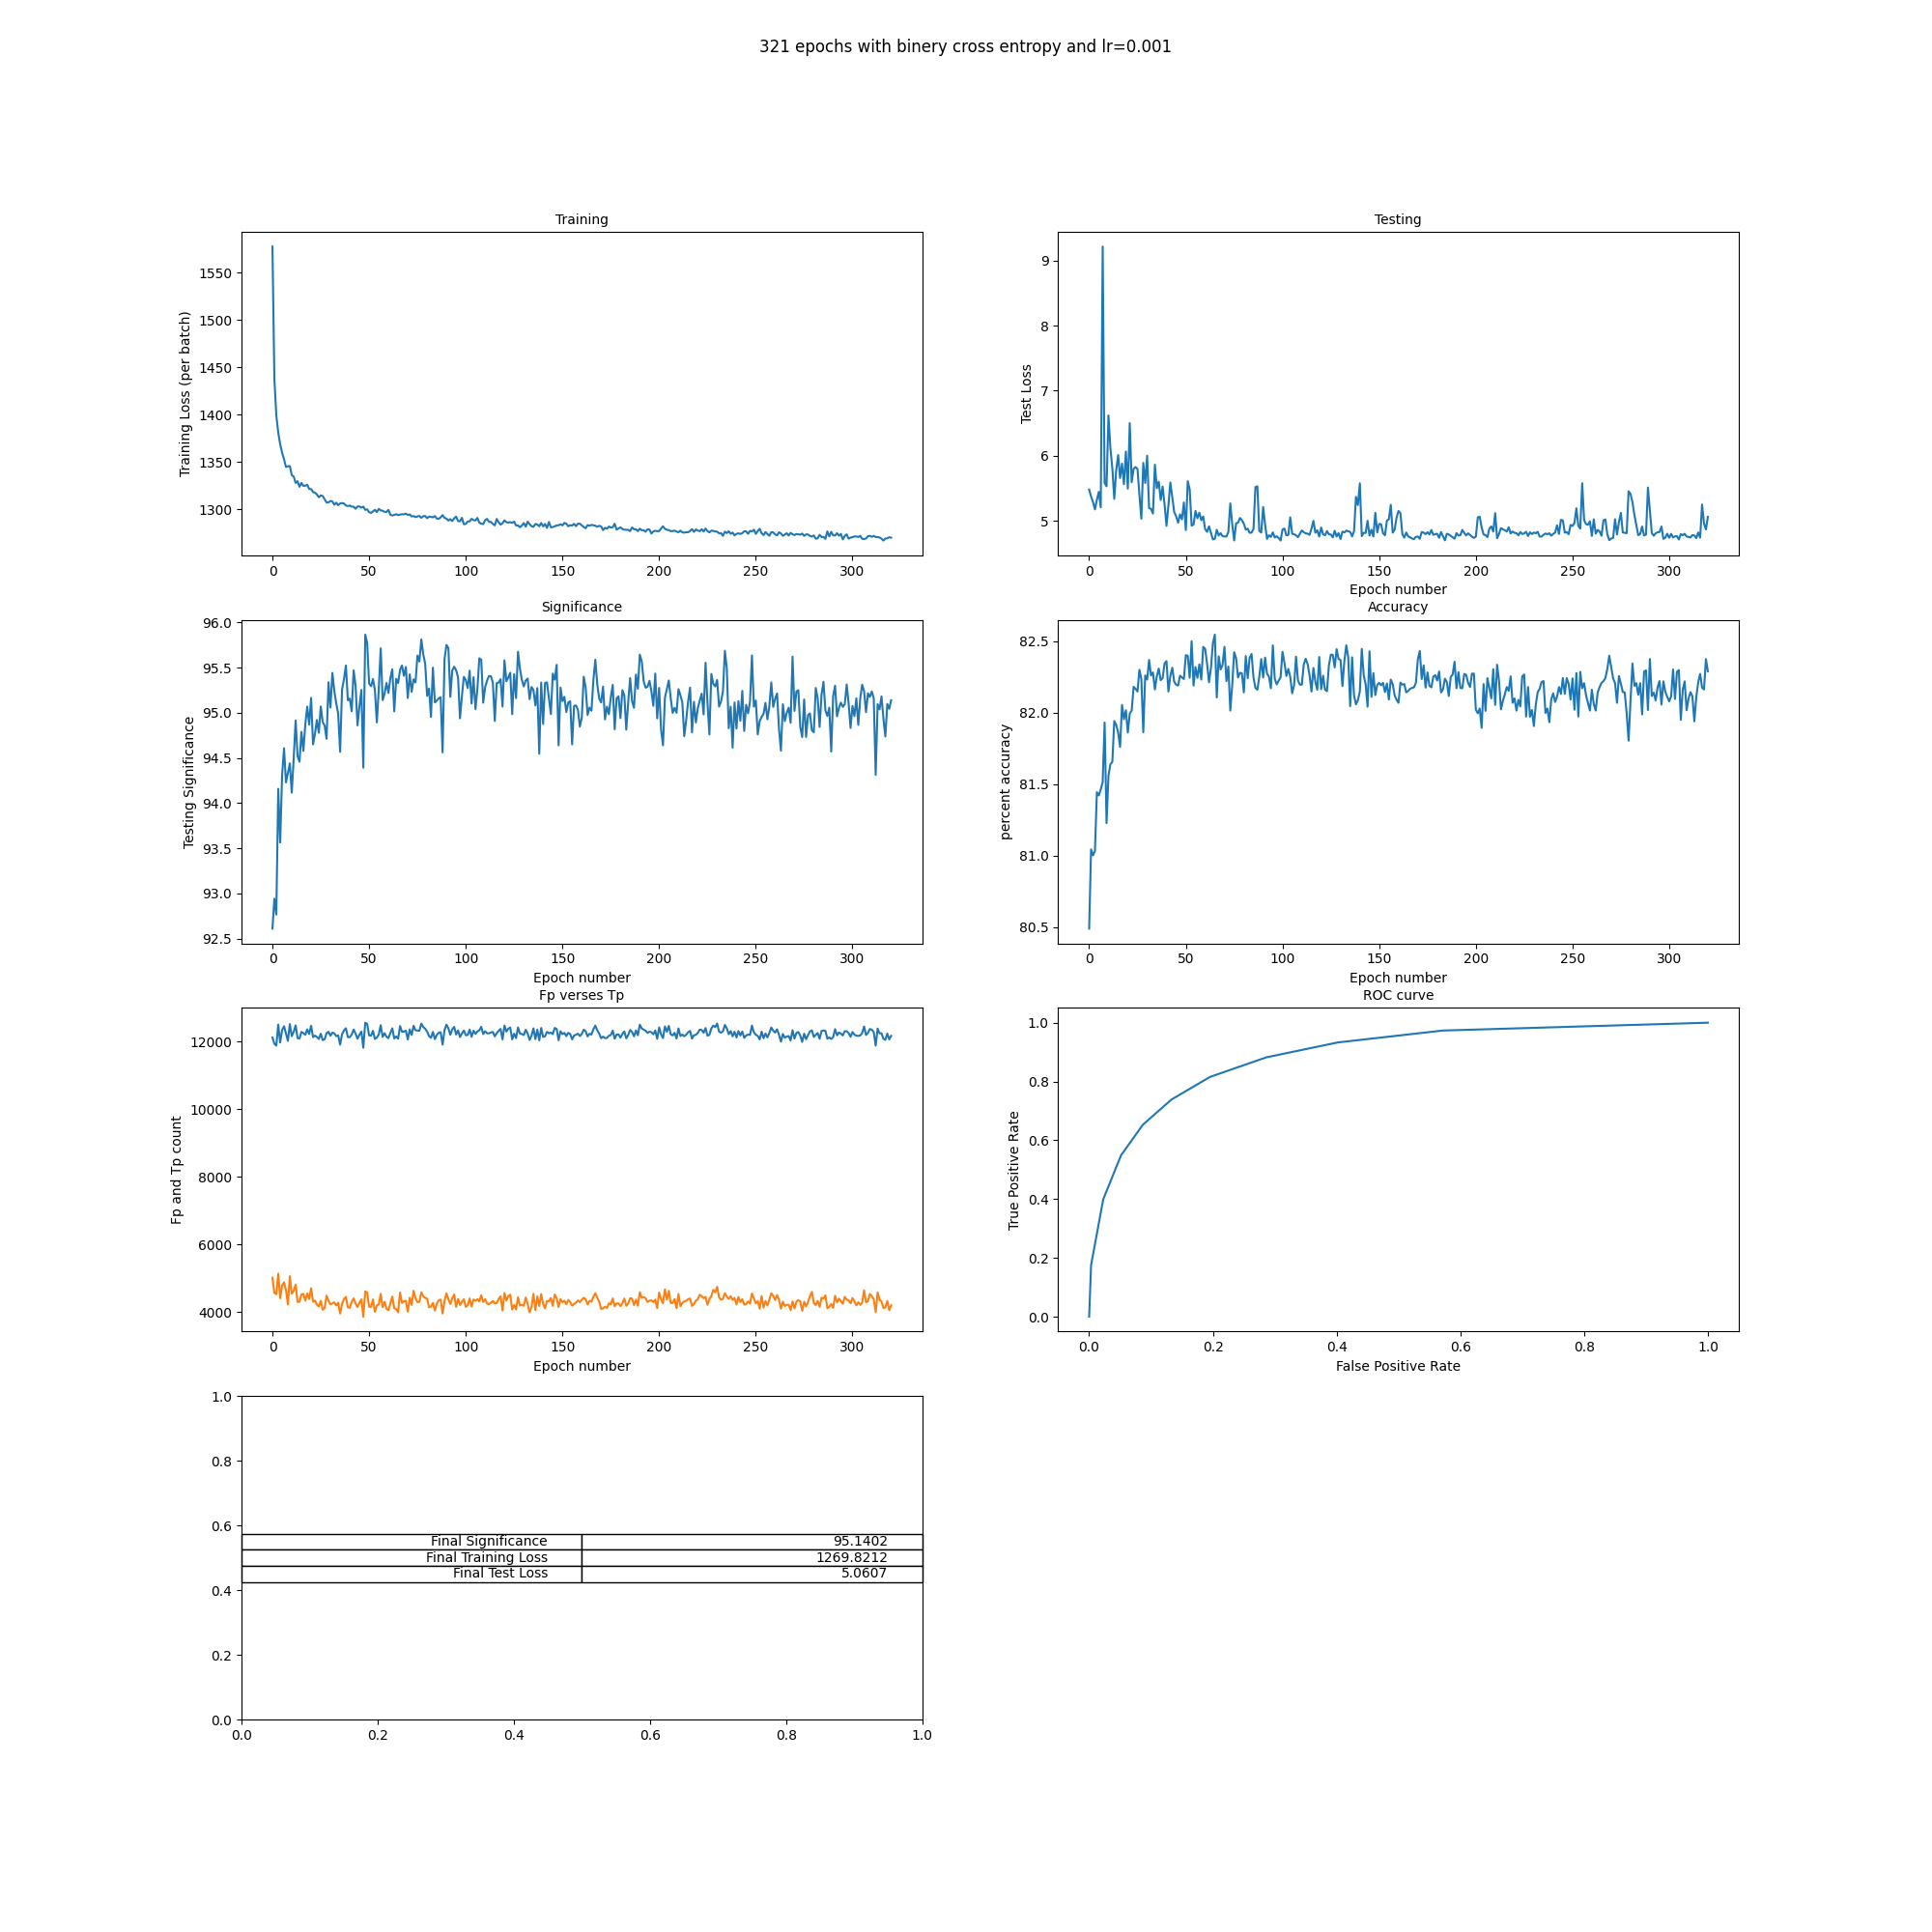 321 epochs with binery cross entropy and lr=0.001
Training
Training Loss (per batch)
1550
1500
1450
1400
1350
1300
0 50 100 150 200 250 300
Testing
Test Loss
9
8
7
6
5
0 50 100 150 200 250 300
Epoch number
Significance
Testing Significance
96.0
95.5
95.0
94.5
94.0
93.5
93.0
92.5
0 50 100 150 200 250 300
Epoch number
Accuracy
percent accuracy
82.5
82.0
81.5
81.0
80.5
0 50 100 150 200 250 300
Epoch number
Fp verses Tp
Fp and Tp count
12000
10000
8000
6000
4000
0 50 100 150 200 250 300
Epoch number
ROC curve
True Positive Rate
1.0
0.8
0.6
0.4
0.2
0.0
0.0 0.2 0.4 0.6 0.8 1.0
False Positive Rate
1.0
0.8
0.6
Final Significance 95.1402
Final Training Loss 1269.8212
Final Test Loss 5.0607
0.4
0.2
0.0
0.0 0.2 0.4 0.6 0.8 1.0